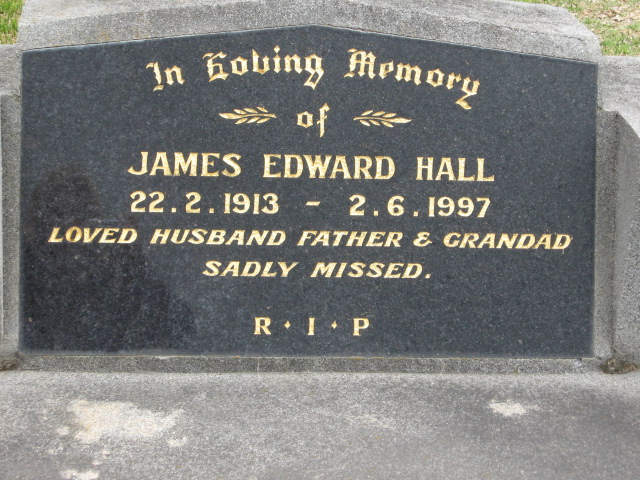 In Loving Memory
of
JAMES EDWARD HALL
22.2.1913 - 2.6.1997
LOVED HUSBAND FATHER & GRANDAD
SADLY MISSED.
R · I · P